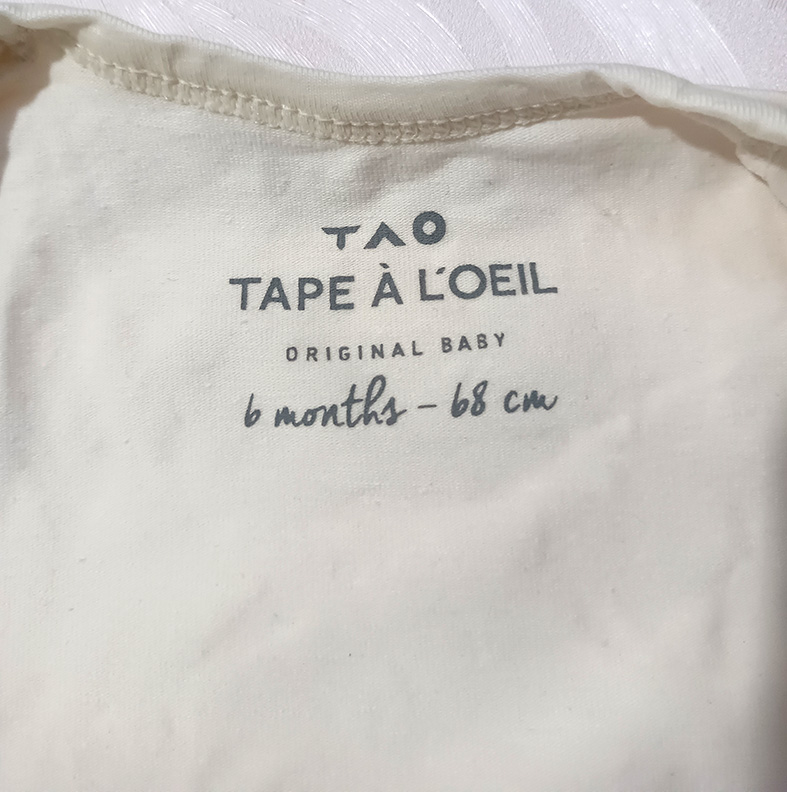 TAO
TAPE À L'OEIL
ORIGINAL BABY
6 months - 68 cm